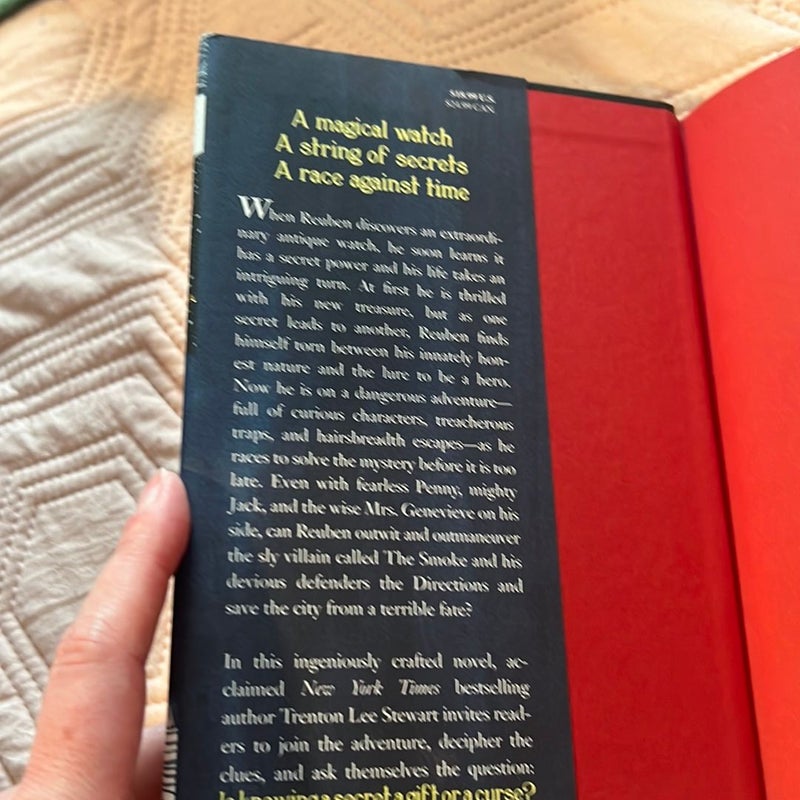 A magical watch
A string of secrets
A race against time
When Reuben discovers an extraordi-
nary antique watch, he soon learns it
has a secret power and his life takes an
intriguing turn. At first he is thrilled
with his new treasure, but as one
secret leads to another, Reuben finds
himself torn between his innately hon-
est nature and the lure to be a hero.
Now he is on a dangerous adventure—
full of curious characters, treacherous
traps, and hairsbreadth escapes—as he
races to solve the mystery before it is too
late. Even with fearless Penny, mighty
Jack, and the wise Mrs. Genevieve on his
side, can Reuben outwit and outmaneuver
the sly villain called The Smoke and his
devious defenders the Directions and
save the city from a terrible fate?
In this ingeniously crafted novel, ac-
claimed New York Times bestselling
author Trenton Lee Stewart invites read-
ers to join the adventure, decipher the
clues, and ask themselves the question:
Is knowing a secret a gift or a curse?